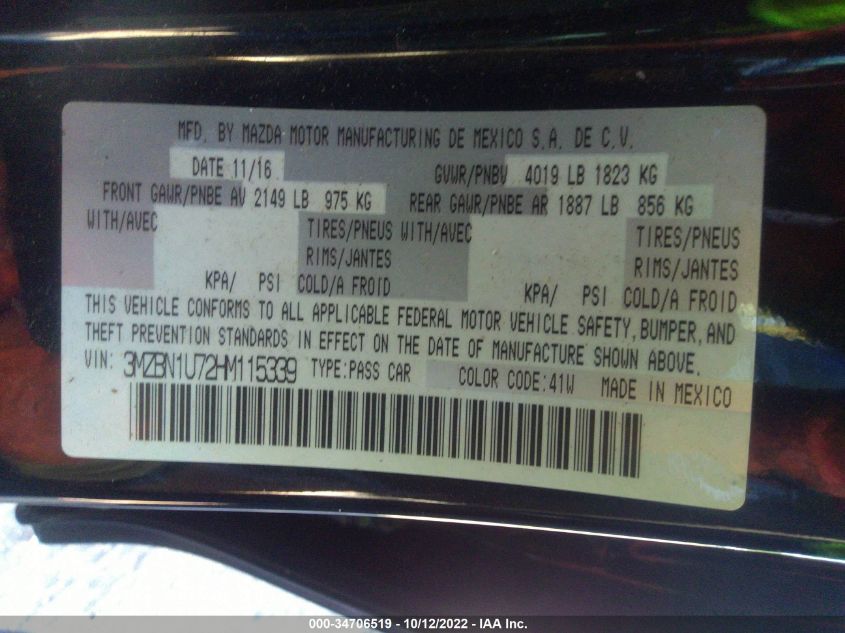 MFD. BY MAZDA MOTOR MANUFACTURING DE MEXICO S.A. DE C.V.
DATE 11/16 GVWR/PNBV 4019 LB 1823 KG
FRONT GAWR/PNBE AV 2149 LB 975 KG REAR GAWR/PNBE AR 1887 LB 856 KG
WITH/AVEC TIRES/PNEUS WITH/AVEC TIRES/PNEUS
RIMS/JANTES RIMS/JANTES
KPA/ PSI COLD/A FROID KPA/ PSI COLD/A FROID
THIS VEHICLE CONFORMS TO ALL APPLICABLE FEDERAL MOTOR VEHICLE SAFETY, BUMPER, AND
THEFT PREVENTION STANDARDS IN EFFECT ON THE DATE OF MANUFACTURE SHOWN ABOVE.
VIN: 3MZBN1U72HM115339 TYPE:PASS CAR COLOR CODE:41W MADE IN MEXICO
000-34706519 - 10/12/2022 - IAA Inc.